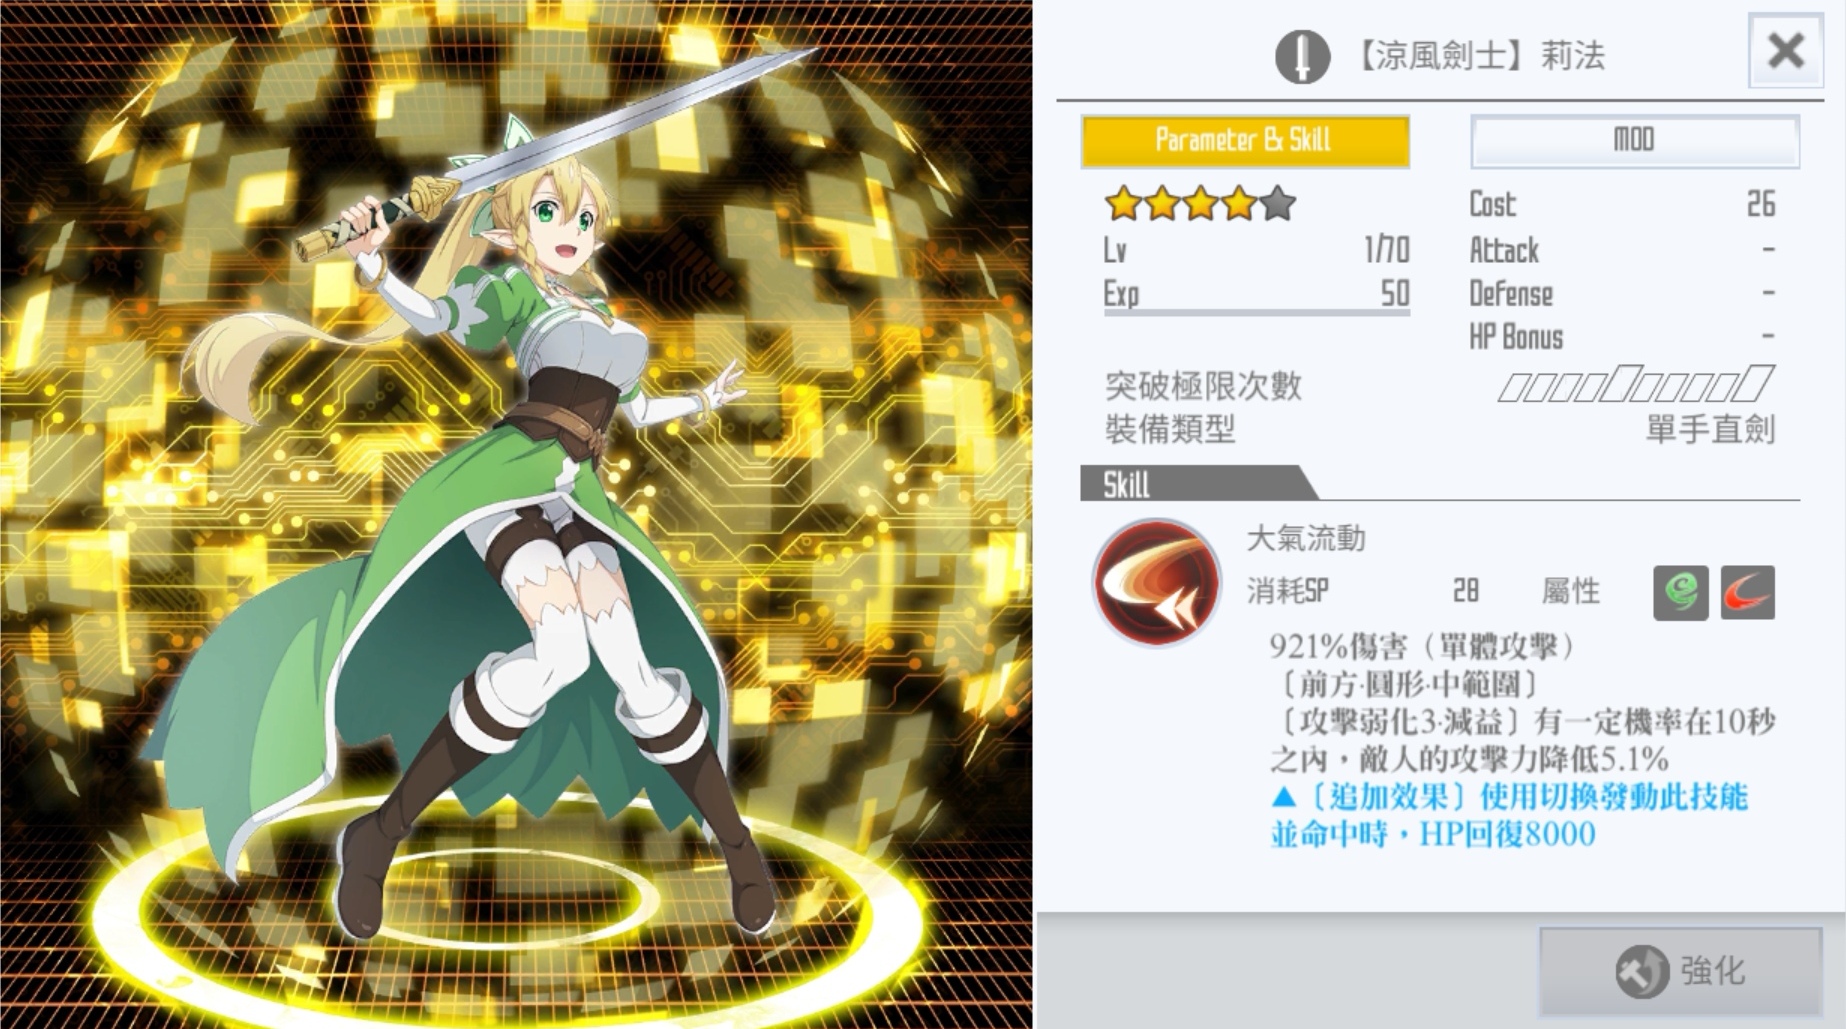 【涼風劍士】莉法
Parameter & Skill
MOD
Lv 1/70
Exp 50
Cost 26
Attack -
Defense -
HP Bonus -
突破極限次數
裝備類型 單手直劍
Skill
大氣流動
消耗SP 28 屬性
921%傷害（單體攻擊）
〔前方·圓形·中範圍〕
〔攻擊弱化3·減益〕有一定機率在10秒
之內，敵人的攻擊力降低5.1%
▲〔追加效果〕使用切換發動此技能
並命中時，HP回復8000
強化